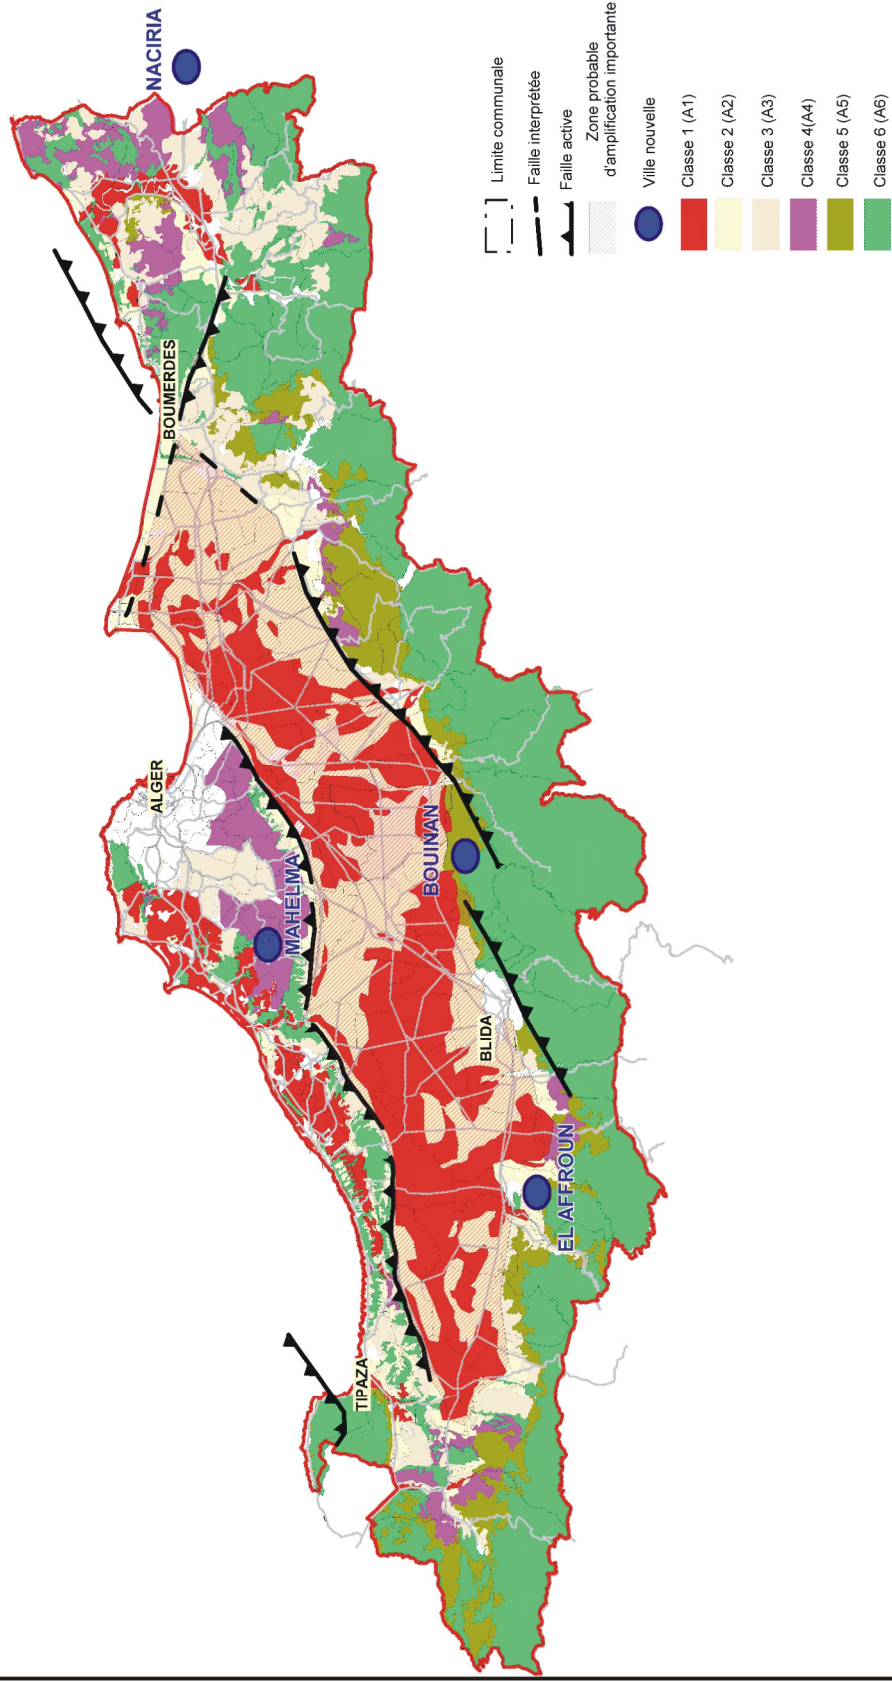 NACIRIA
BOUMERDES
ALGER
MAHELMA
BOUINAN
BLIDA
EL AFFROUN
TIPAZA
Limite communale
Faille interprétée
Faille active
Zone probable
d'amplification importante
Ville nouvelle
Classe 1 (A1)
Classe 2 (A2)
Classe 3 (A3)
Classe 4(A4)
Classe 5 (A5)
Classe 6 (A6)